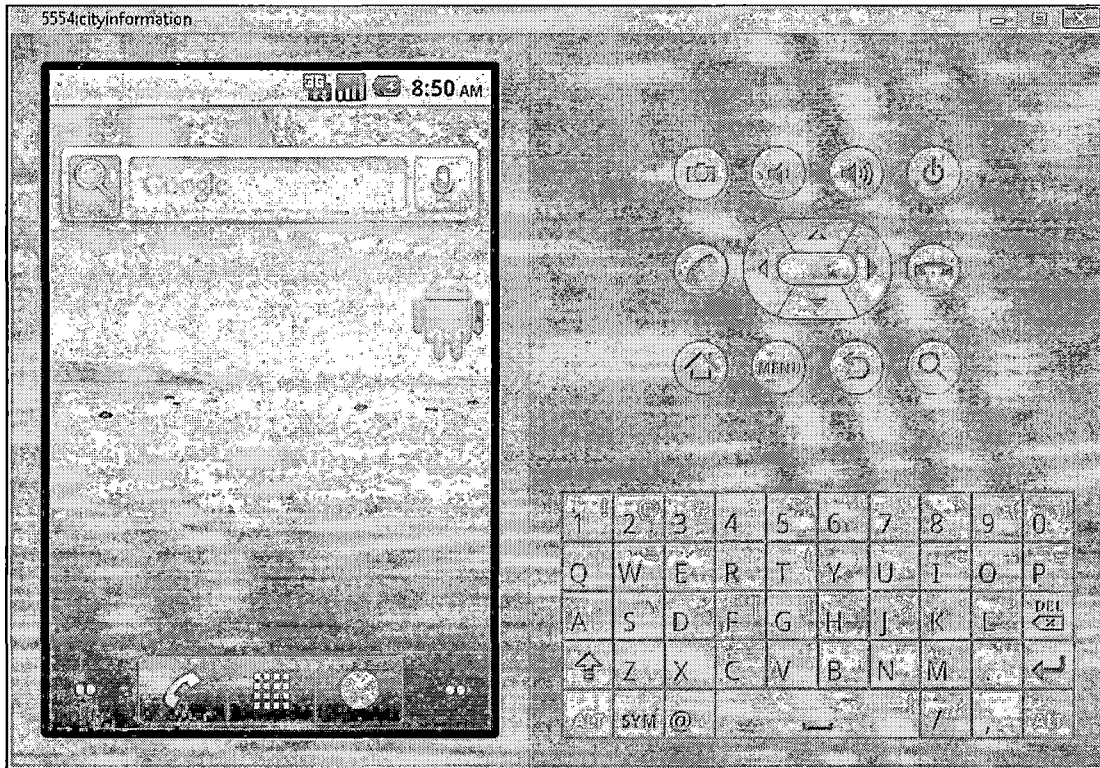 5554:cityinformation
3G
8:50 AM
Google
MENU
1 2 3 4 5 6 7 8 9 0
Q W E R T Y U I O P
A S D F G H J K L DEL
Z X C V B N M .
ALT SYM @ / , ALT